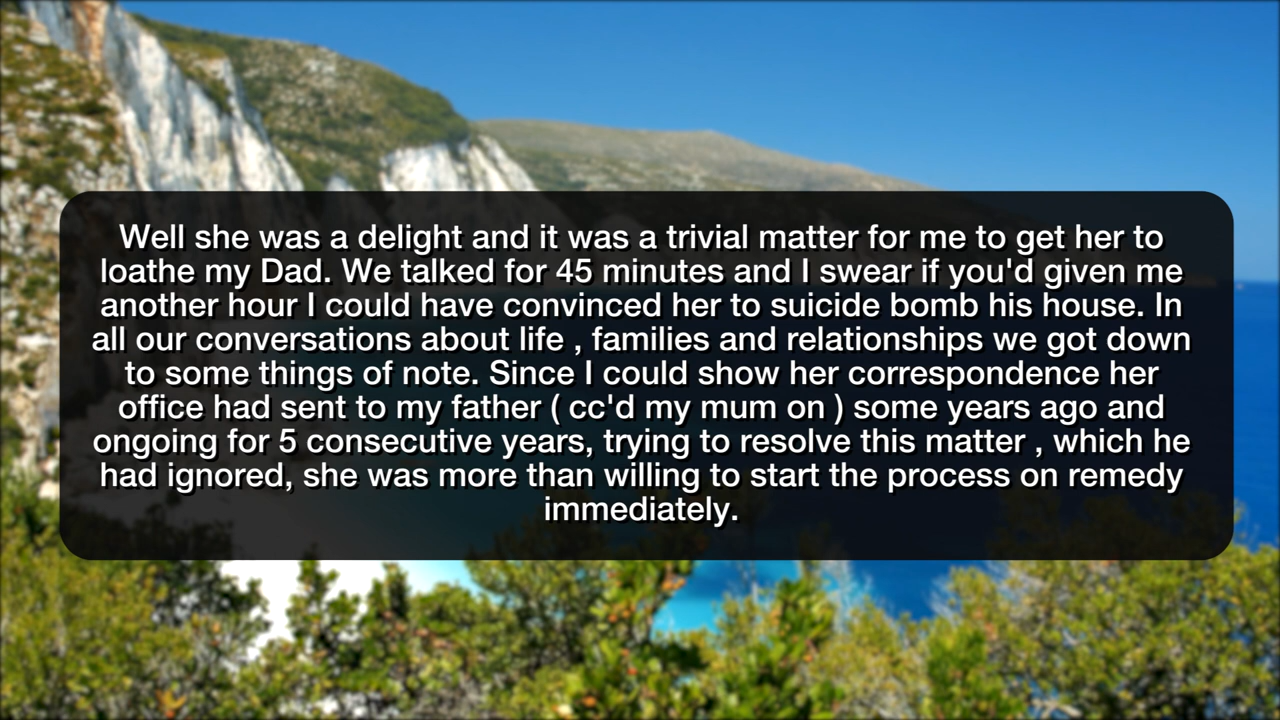 Well she was a delight and it was a trivial matter for me to get her to
loathe my Dad. We talked for 45 minutes and I swear if you'd given me
another hour I could have convinced her to suicide bomb his house. In
all our conversations about life , families and relationships we got down
to some things of note. Since I could show her correspondence her
office had sent to my father ( cc'd my mum on ) some years ago and
ongoing for 5 consecutive years, trying to resolve this matter , which he
had ignored, she was more than willing to start the process on remedy
immediately.